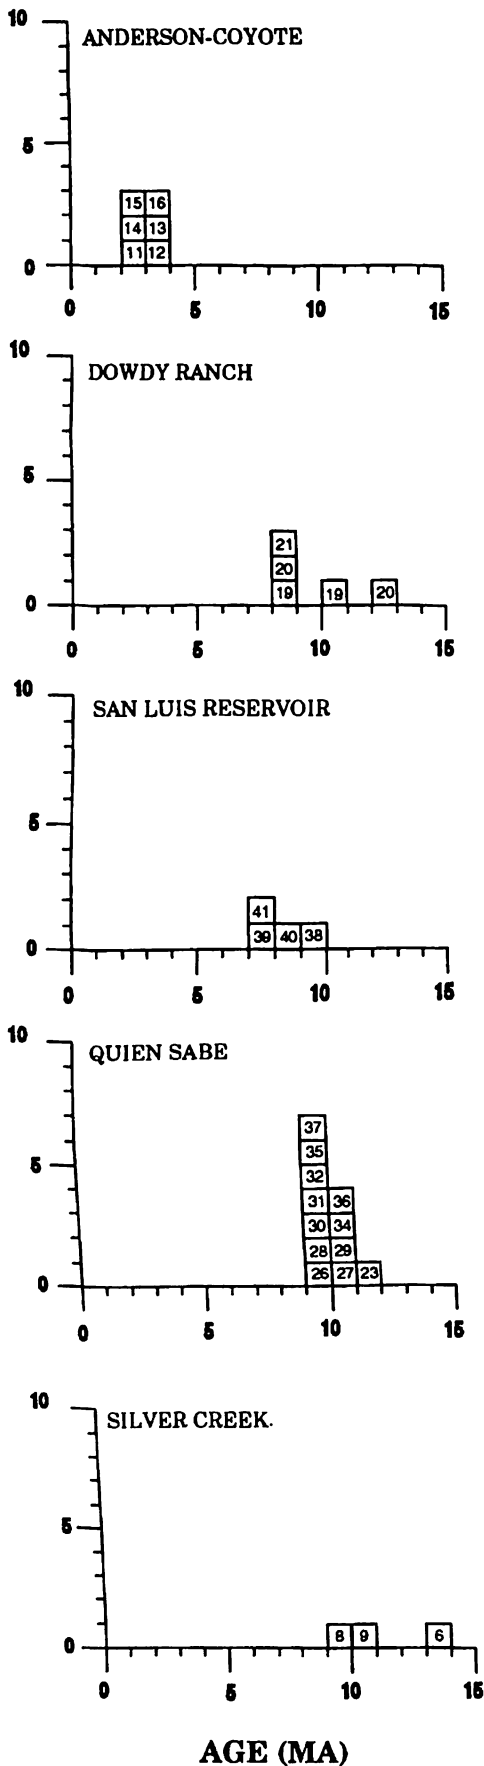 10
ANDERSON-COYOTE
5
15 16
14 13
11 12
0
0 5 10 15
10
DOWDY RANCH
5
21
20
19 19 20
0
0 5 10 15
10
SAN LUIS RESERVOIR
5
41
39 40 38
0
0 5 10 15
10
QUIEN SABE
37
35
5
32
31 36
30 34
28 29
26 27 23
0
0 5 10 15
10
SILVER CREEK.
5
8 9 6
0
0 5 10 15
AGE (MA)